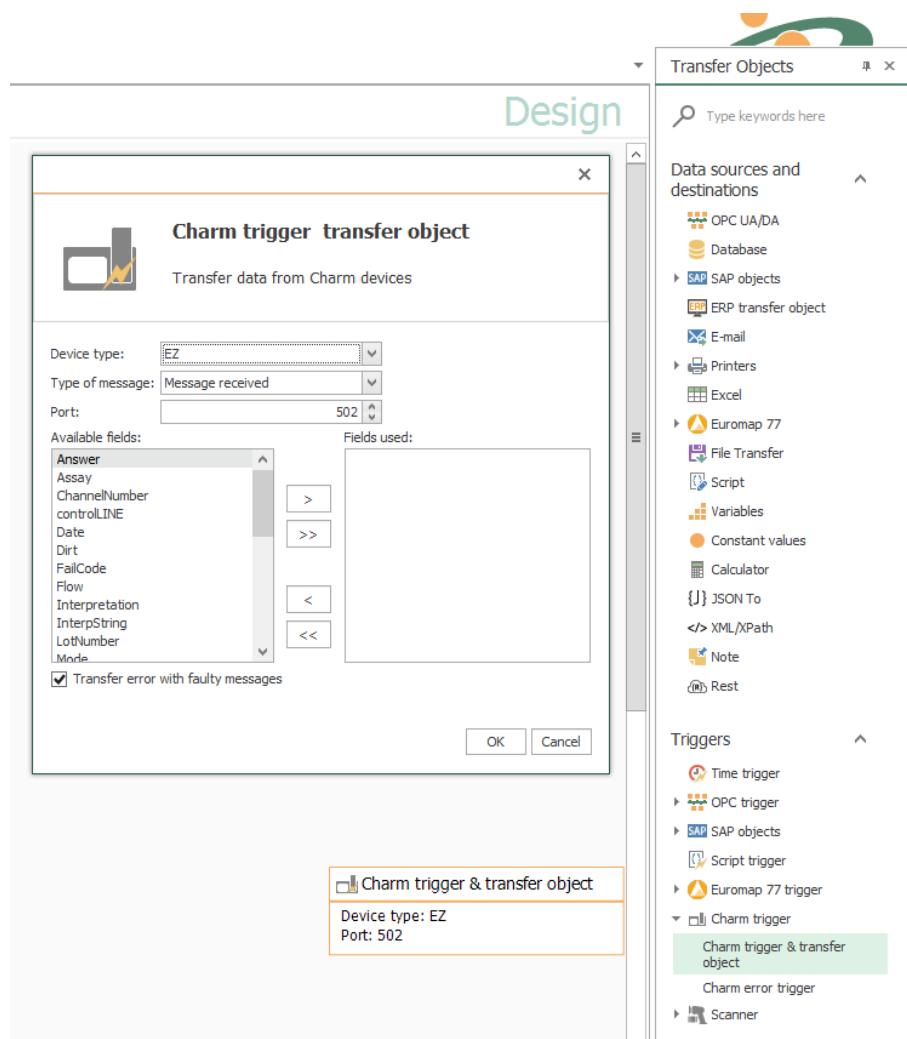 Design
Charm trigger  transfer object
Transfer data from Charm devices
Device type:
EZ
Type of message:
Message received
Port:
502
Available fields:
Fields used:
Answer
Assay
ChannelNumber
controlLINE
Date
Dirt
FailCode
Flow
Interpretation
InterpString
LotNumber
Mode
>
>>
<
<<
Transfer error with faulty messages
OK
Cancel
Charm trigger & transfer object
Device type: EZ
Port: 502
Transfer Objects
Type keywords here
Data sources and
destinations
OPC UA/DA
Database
SAP SAP objects
ERP ERP transfer object
E-mail
Printers
Excel
Euromap 77
File Transfer
Script
Variables
Constant values
Calculator
{J} JSON To
</> XML/XPath
Note
{R} Rest
Triggers
Time trigger
OPC trigger
SAP SAP objects
Script trigger
Euromap 77 trigger
Charm trigger
Charm trigger & transfer
object
Charm error trigger
Scanner